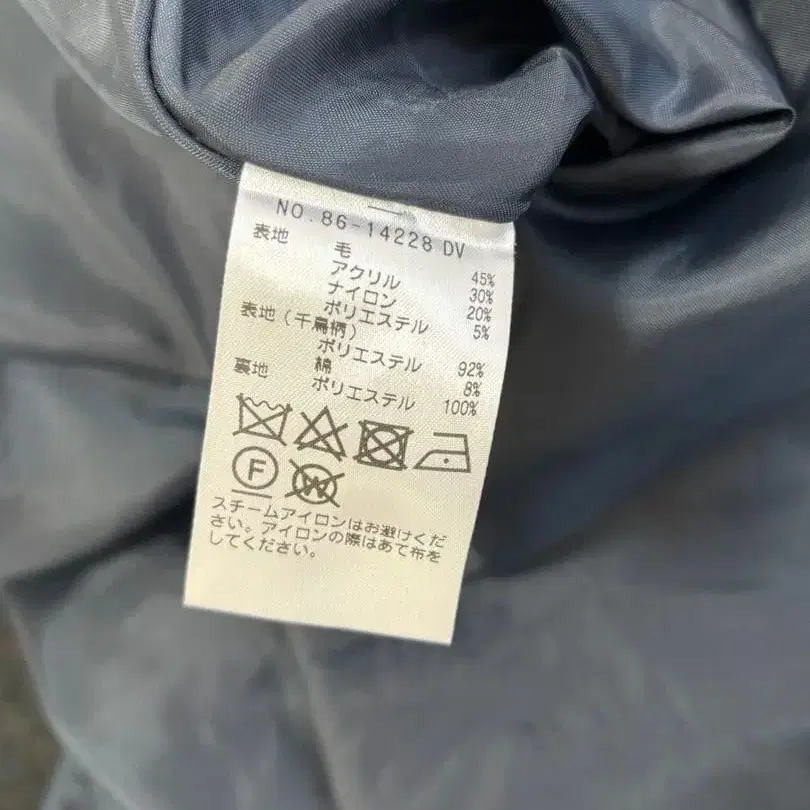 NO.86-14228 DV
表地 毛 45%
アクリル 30%
ナイロン 20%
ポリエステル 5%
表地(千鳥柄)
ポリエステル 92%
綿 8%
裏地 ポリエステル 100%
F
W
スチームアイロンはお避けくだ
さい。アイロンの際はあて布を
してください。